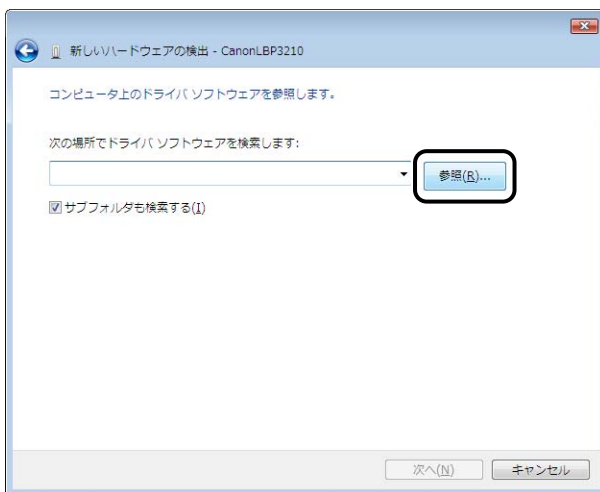 新しいハードウェアの検出 - CanonLBP3210
コンピュータ上のドライバ ソフトウェアを参照します。
次の場所でドライバ ソフトウェアを検索します:
参照(R)...
サブフォルダも検索する(I)
次へ(N) キャンセル